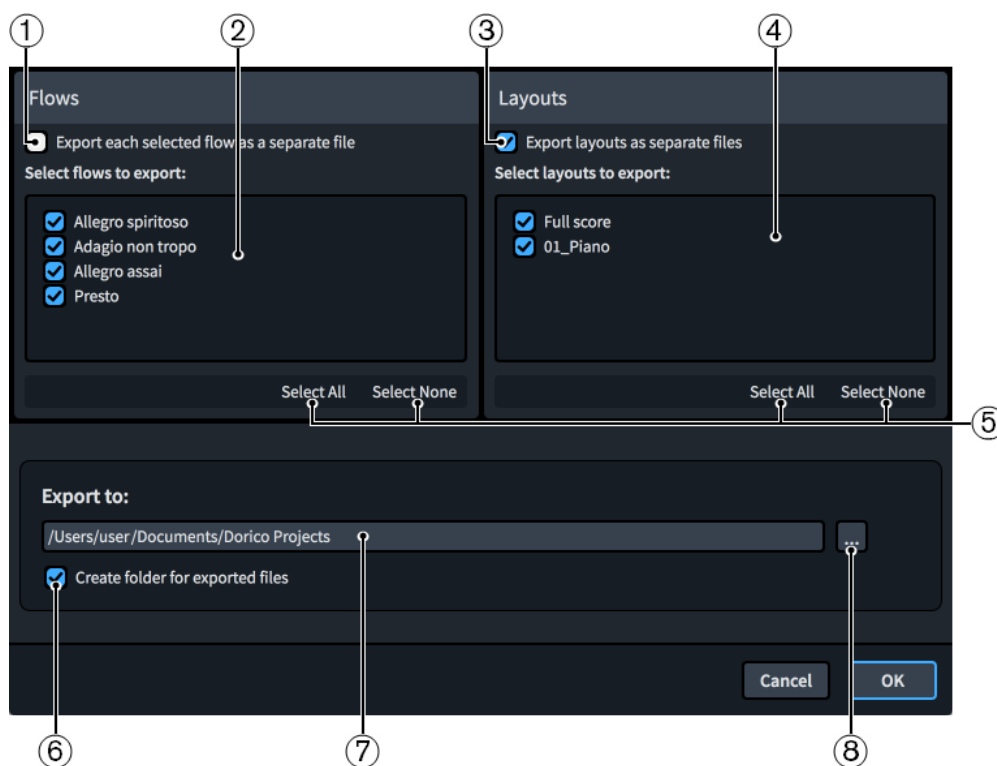 ① ② ③ ④
Flows
Export each selected flow as a separate file
Select flows to export:
Allegro spiritoso
Adagio non tropo
Allegro assai
Presto
Select All Select None
Layouts
Export layouts as separate files
Select layouts to export:
Full score
01_Piano
Select All Select None
⑤
Export to:
/Users/user/Documents/Dorico Projects
...
Create folder for exported files
Cancel OK
⑥ ⑦ ⑧